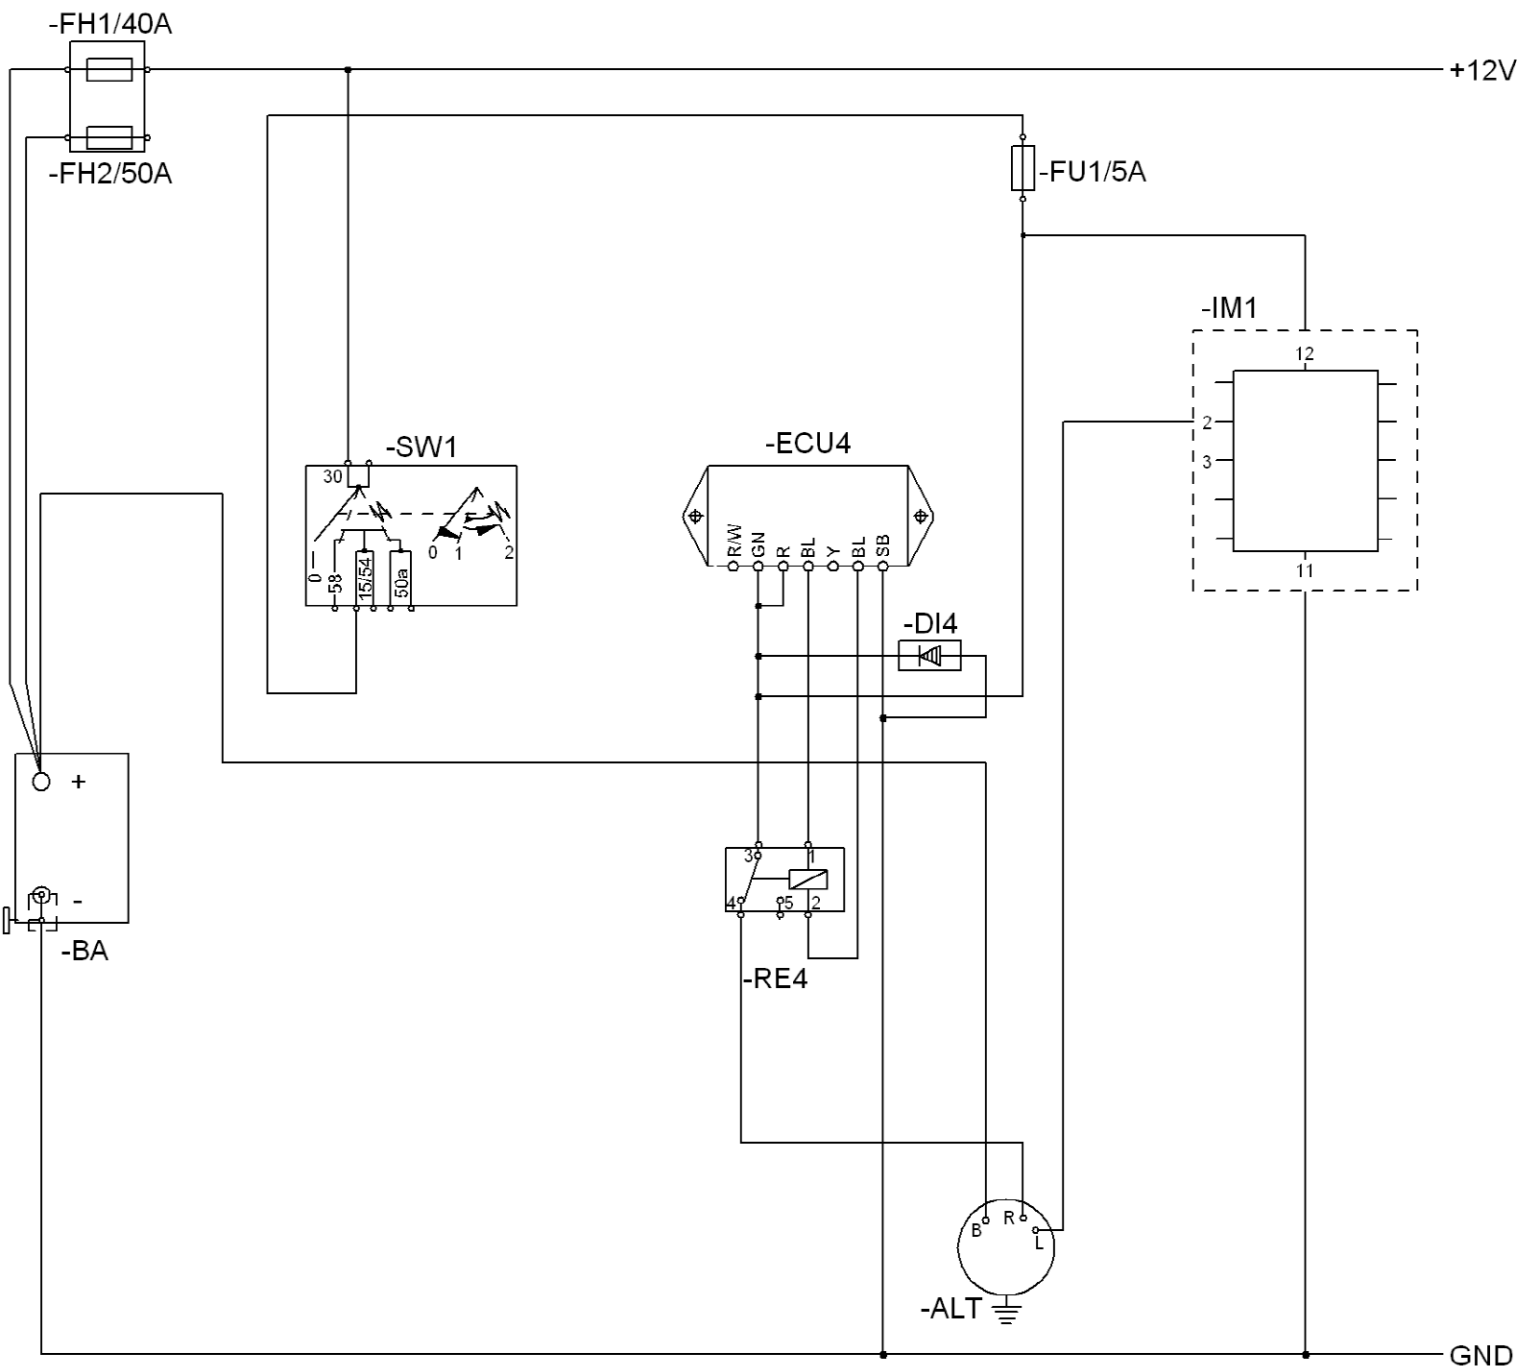 -FH1/40A
+12V
-FH2/50A
-FU1/5A
-IM1
12
2
3
11
-SW1
30
0
58
15/54
50a
0 1 2
-ECU4
R/W GN R BL Y BL SB
-DI4
+
-
-BA
3 1
4 5 2
-RE4
B R L
-ALT
GND